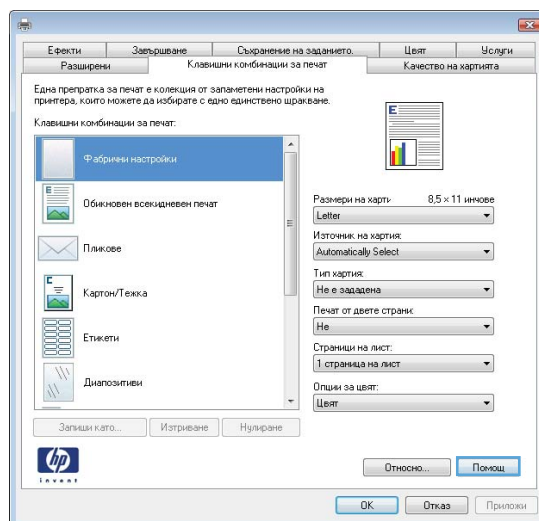 Ефекти
Завършване
Съхранение на заданието.
Цвят
Услуги
Разширени
Клавишни комбинации за печат
Качество на хартията
Една препратка за печат е колекция от запаметени настройки на
принтера, които можете да избирате с едно единствено щракване.
Клавишни комбинации за печат:
Фабрични настройки
Обикновен всекидневен печат
Пликове
Картон/Тежка
Етикети
Диапозитиви
Запиши като...
Изтриване
Нулиране
E
Размери на харти
8,5 × 11 инчове
Letter
Източник на хартия:
Automatically Select
Тип хартия:
Не е зададена
Печат от двете страни:
Не
Страници на лист:
1 страница на лист
Опции за цвят:
Цвят
hp
invent
Относно...
Помощ
OK
Отказ
Приложи